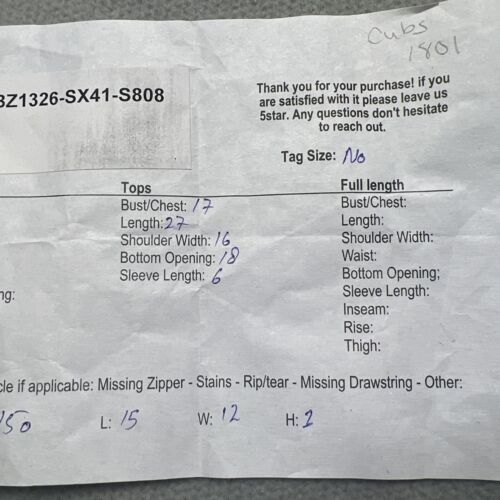 Cubs
1801
BZ1326-SX41-S808
Thank you for your purchase! if you
are satisfied with it please leave us
5star. Any questions don't hesitate
to reach out.
Tag Size: No
Tops
Bust/Chest: 17
Length: 27
Shoulder Width: 16
Bottom Opening: 18
Sleeve Length: 6
Full length
Bust/Chest:
Length:
Shoulder Width:
Waist:
Bottom Opening;
Sleeve Length:
Inseam:
Rise:
Thigh:
ng:
cle if applicable: Missing Zipper - Stains - Rip/tear - Missing Drawstring - Other:
150 L: 15 W: 12 H: 2